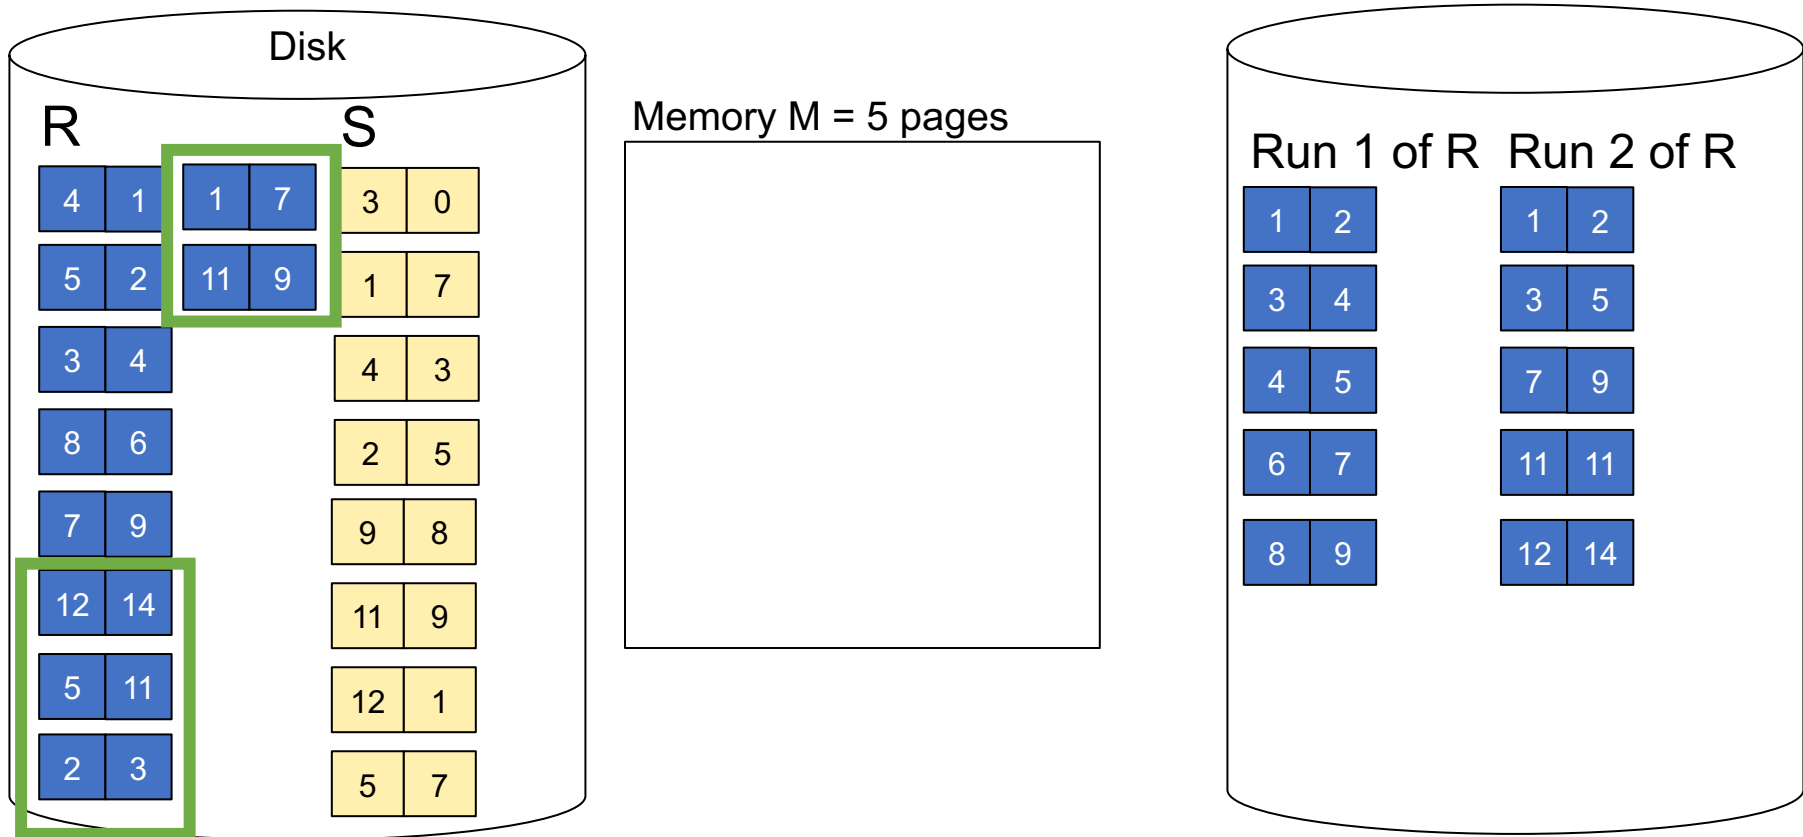 Disk
R
S
Memory M = 5 pages
Run 1 of R Run 2 of R
4 1 1 7 3 0
5 2 11 9 1 7
3 4 4 3
8 6 2 5
7 9 9 8
12 14 11 9
5 11 12 1
2 3 5 7
1 2 1 2
3 4 3 5
4 5 7 9
6 7 11 11
8 9 12 14